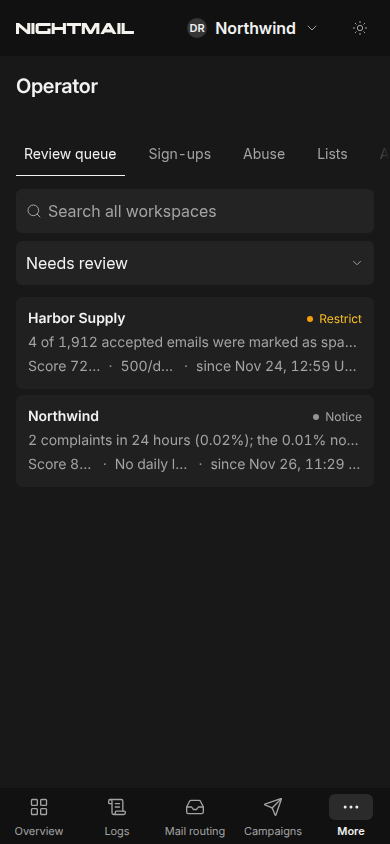 NIGHTMAIL
DR Northwind
Operator
Review queue Sign-ups Abuse Lists A
Search all workspaces
Needs review
Harbor Supply Restrict
4 of 1,912 accepted emails were marked as spa...
Score 72... · 500/d... · since Nov 24, 12:59 U...
Northwind Notice
2 complaints in 24 hours (0.02%); the 0.01% no...
Score 8... · No daily l... · since Nov 26, 11:29 ...
Overview Logs Mail routing Campaigns More